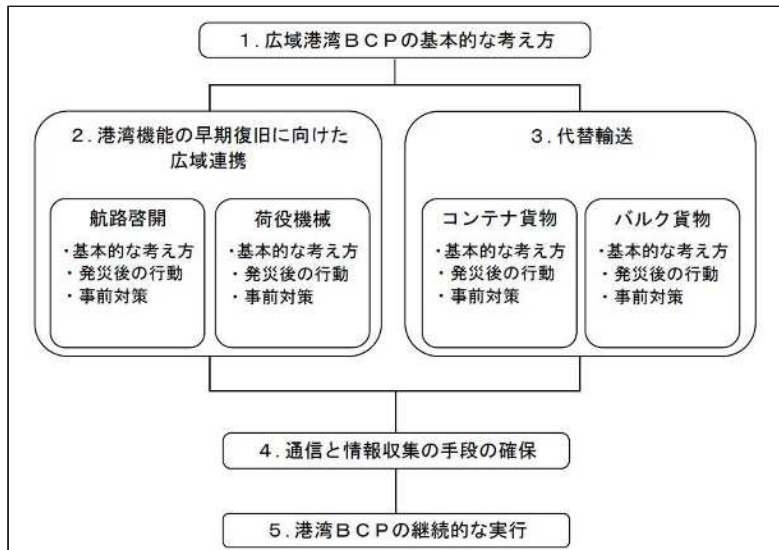 １.広域港湾ＢＣＰの基本的な考え方
２.港湾機能の早期復旧に向けた
広域連携
航路啓開
・基本的な考え方
・発災後の行動
・事前対策
荷役機械
・基本的な考え方
・発災後の行動
・事前対策
３.代替輸送
コンテナ貨物
・基本的な考え方
・発災後の行動
・事前対策
バルク貨物
・基本的な考え方
・発災後の行動
・事前対策
４.通信と情報収集の手段の確保
５.港湾ＢＣＰの継続的な実行